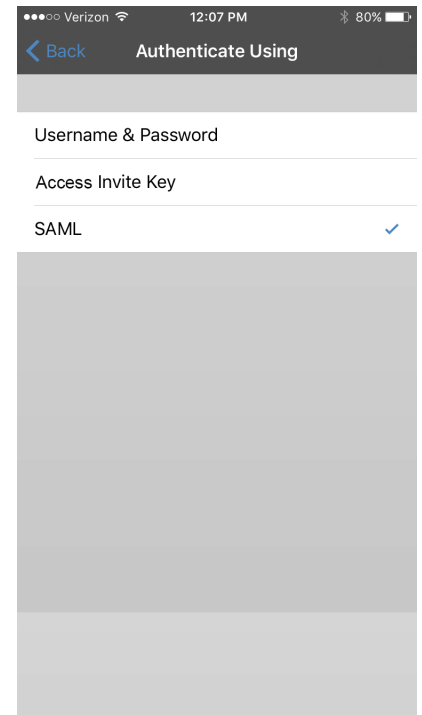 Verizon 12:07 PM 80%
Back Authenticate Using
Username & Password
Access Invite Key
SAML